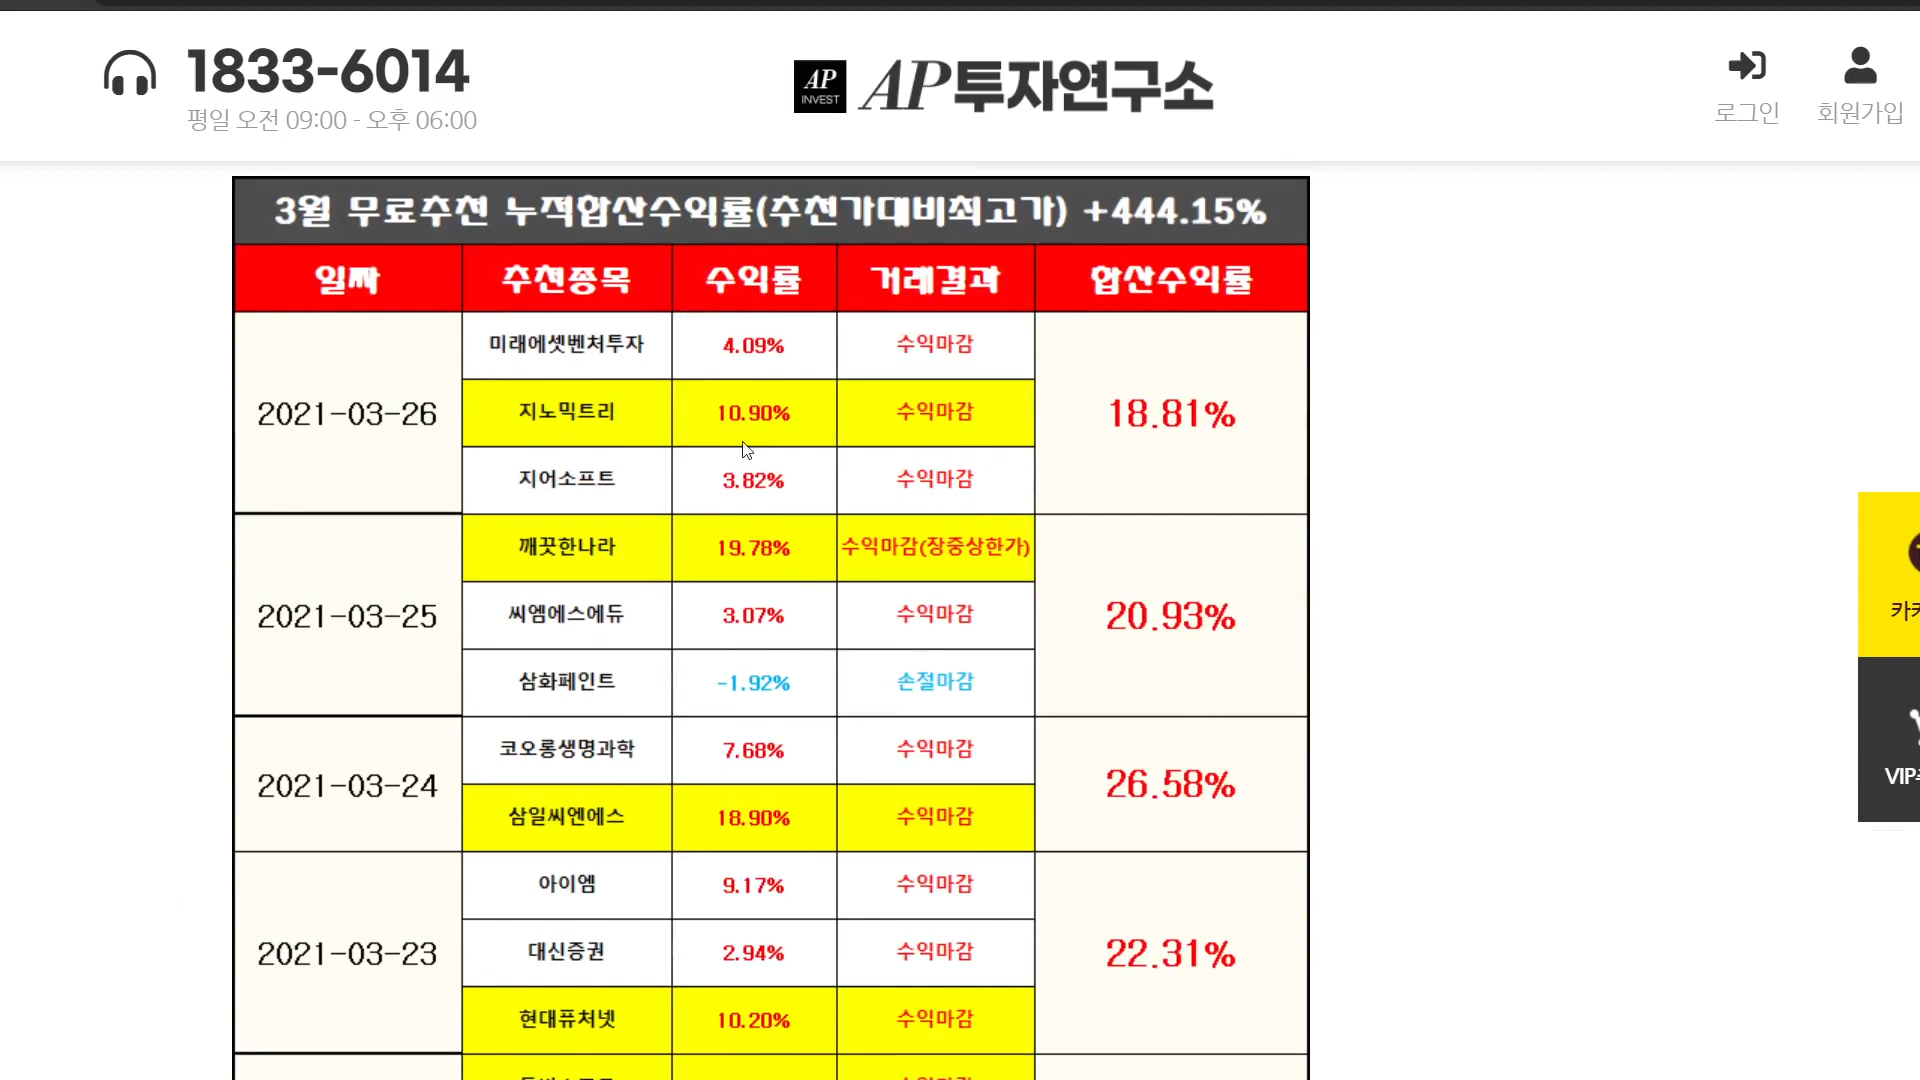 1833-6014
평일 오전 09:00 - 오후 06:00
AP
INVEST
AP투자연구소
로그인
회원가입
3월 무료추천 누적합산수익률(추천가대비최고가) +444.15%
일짜 추천종목 수익률 거래결과 합산수익률
2021-03-26
미래에셋벤처투자 4.09% 수익마감
지노믹트리 10.90% 수익마감
지어소프트 3.82% 수익마감
18.81%
2021-03-25
깨끗한나라 19.78% 수익마감(장중상한가)
씨엠에스에듀 3.07% 수익마감
삼화페인트 -1.92% 손절마감
20.93%
2021-03-24
코오롱생명과학 7.68% 수익마감
삼일씨엔에스 18.90% 수익마감
26.58%
2021-03-23
아이엠 9.17% 수익마감
대신증권 2.94% 수익마감
현대퓨처넷 10.20% 수익마감
22.31%
VIP